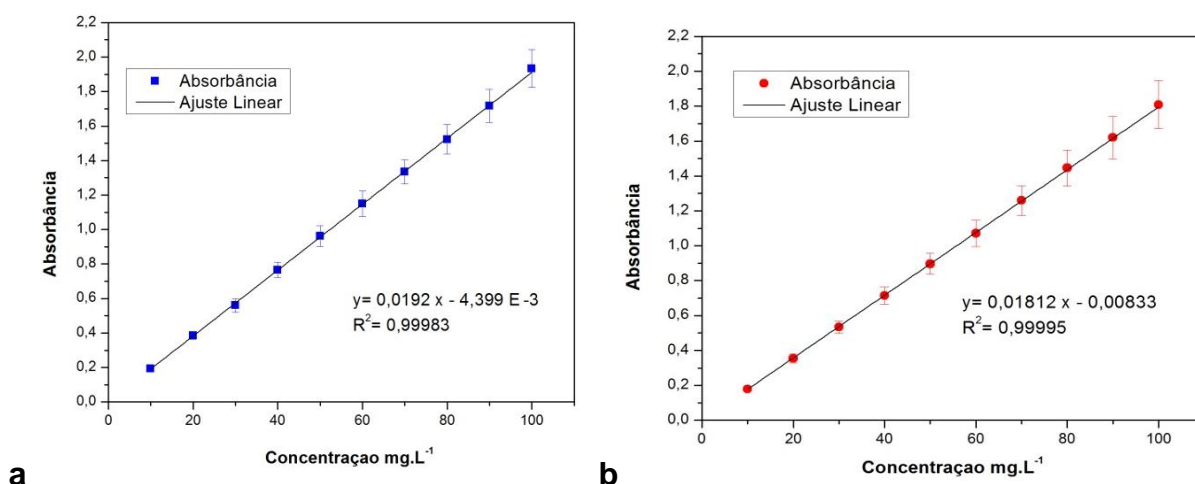 2,2
2,0
1,8
1,6
1,4
1,2
1,0
0,8
0,6
0,4
0,2
0,0
Absorbância
Absorbância
Ajuste Linear
y= 0,0192 x - 4,399 E -3
R²= 0,99983
0 20 40 60 80 100
Concentraçao mg.L⁻¹
a
2,2
2,0
1,8
1,6
1,4
1,2
1,0
0,8
0,6
0,4
0,2
0,0
Absorbância
Absorbância
Ajuste Linear
y= 0,01812 x - 0,00833
R²= 0,99995
0 20 40 60 80 100
Concentraçao mg.L⁻¹
b